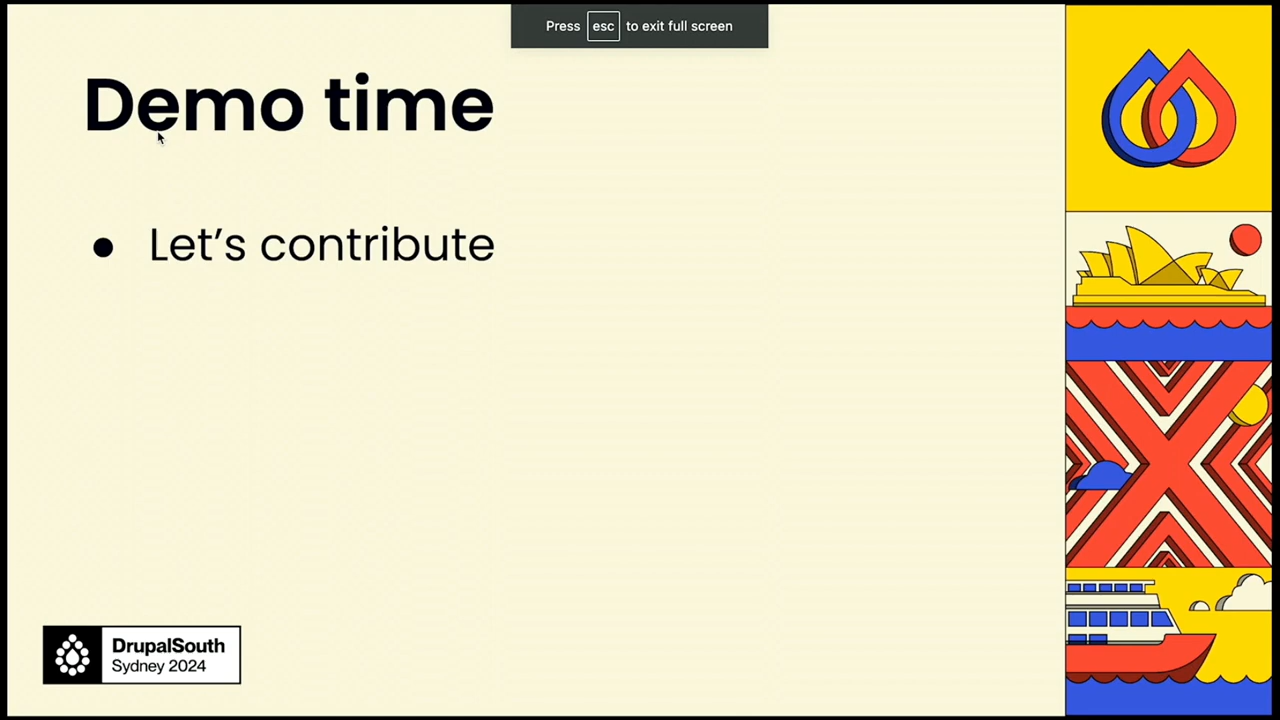 Press esc to exit full screen
Demo time
● Let’s contribute
DrupalSouth
Sydney 2024